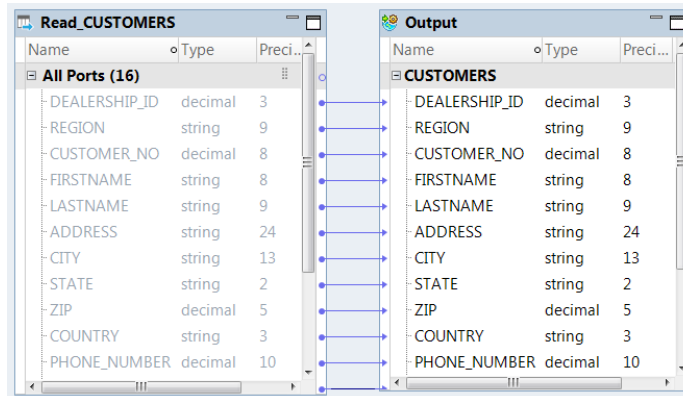 Read_CUSTOMERS
Name Type Preci...
All Ports (16)
DEALERSHIP_ID decimal 3
REGION string 9
CUSTOMER_NO decimal 8
FIRSTNAME string 8
LASTNAME string 9
ADDRESS string 24
CITY string 13
STATE string 2
ZIP decimal 5
COUNTRY string 3
PHONE_NUMBER decimal 10
Output
Name Type Preci...
CUSTOMERS
DEALERSHIP_ID decimal 3
REGION string 9
CUSTOMER_NO decimal 8
FIRSTNAME string 8
LASTNAME string 9
ADDRESS string 24
CITY string 13
STATE string 2
ZIP decimal 5
COUNTRY string 3
PHONE_NUMBER decimal 10